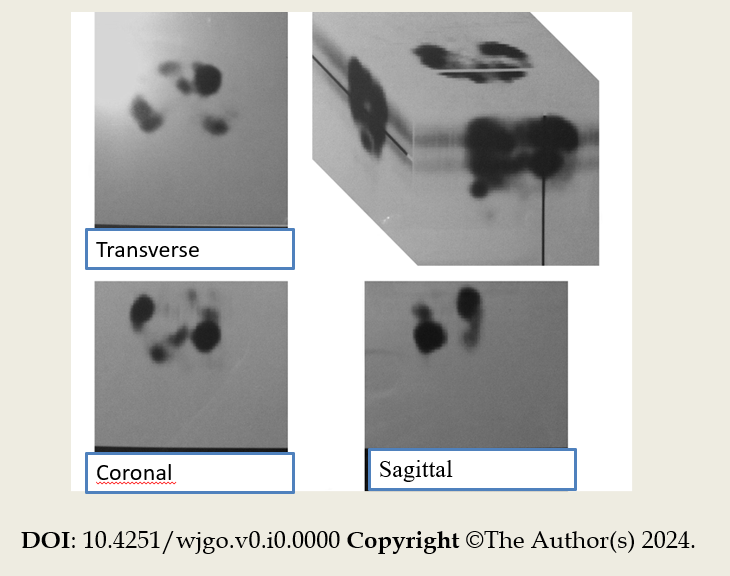 Transverse
Coronal
Sagittal
DOI: 10.4251/wjgo.v0.i0.0000 Copyright ©The Author(s) 2024.